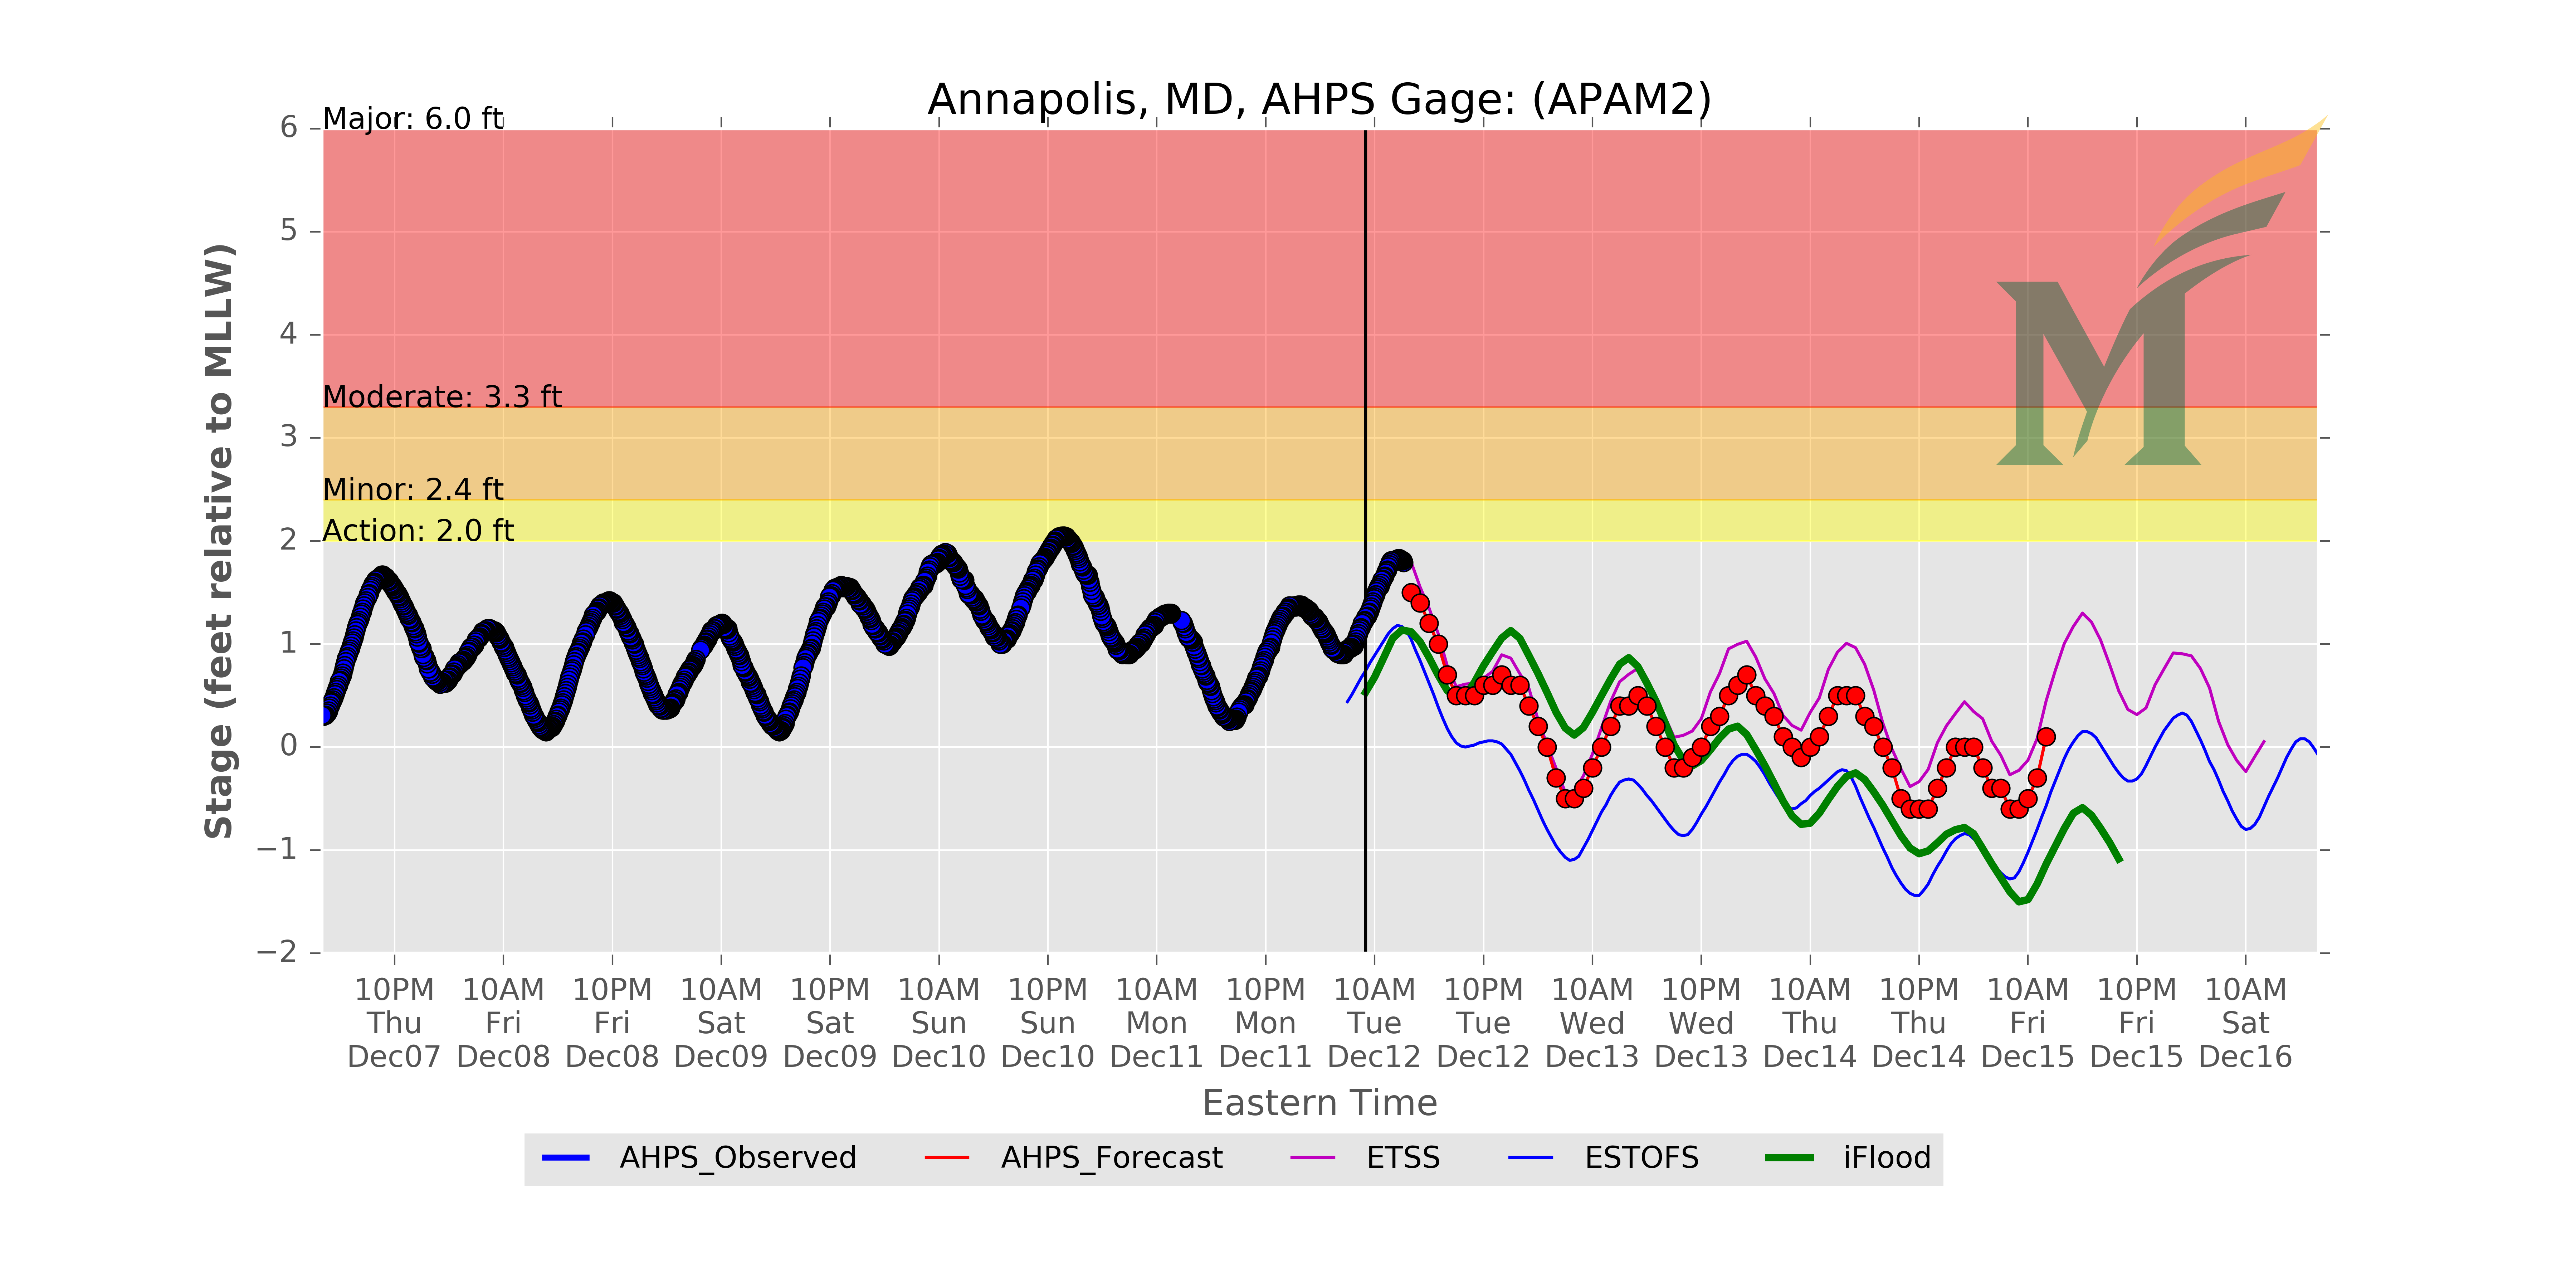 Annapolis, MD, AHPS Gage: (APAM2)
Major: 6.0 ft
Moderate: 3.3 ft
Minor: 2.4 ft
Action: 2.0 ft
Stage (feet relative to MLLW)
6
5
4
3
2
1
0
−1
−2
10PM 10AM 10PM 10AM 10PM 10AM 10PM 10AM 10PM 10AM 10PM 10AM 10PM 10AM 10PM 10AM 10PM 10AM
Thu Fri Fri Sat Sat Sun Sun Mon Mon Tue Tue Wed Wed Thu Thu Fri Fri Sat
Dec07 Dec08 Dec08 Dec09 Dec09 Dec10 Dec10 Dec11 Dec11 Dec12 Dec12 Dec13 Dec13 Dec14 Dec14 Dec15 Dec15 Dec16
Eastern Time
AHPS_Observed AHPS_Forecast ETSS ESTOFS iFlood
M